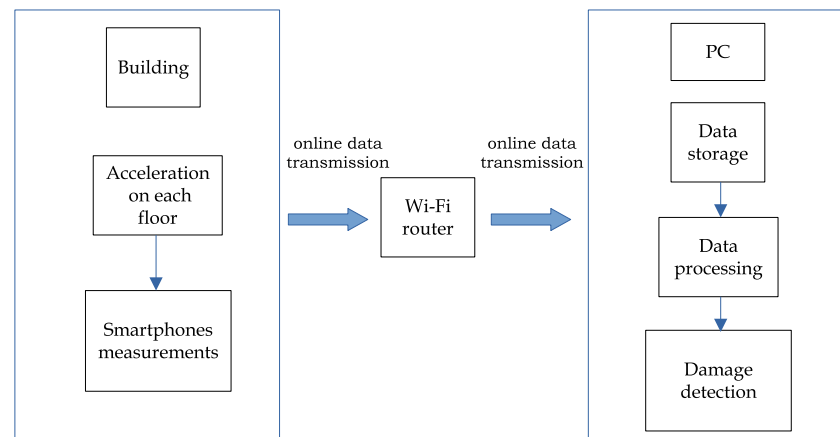 Building
Acceleration
on each
floor
Smartphones
measurements
online data
transmission
Wi-Fi
router
online data
transmission
PC
Data
storage
Data
processing
Damage
detection